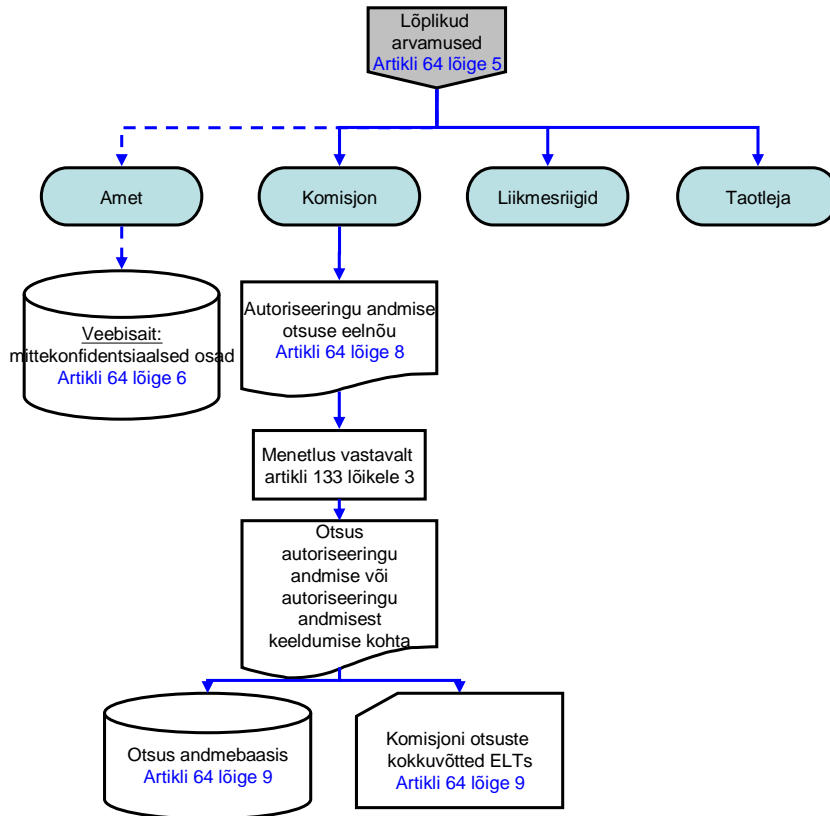 Lõplikud
arvamused
Artikli 64 lõige 5
Amet
Komisjon
Liikmesriigid
Taotleja
Veebisait:
mittekonfidentsiaalsed osad
Artikli 64 lõige 6
Autoriseeringu andmise
otsuse eelnõu
Artikli 64 lõige 8
Menetlus vastavalt
artikli 133 lõikele 3
Otsus
autoriseeringu
andmise või
autoriseeringu
andmisest
keeldumise kohta
Otsus andmebaasis
Artikli 64 lõige 9
Komisjoni otsuste
kokkuvõtted ELTs
Artikli 64 lõige 9